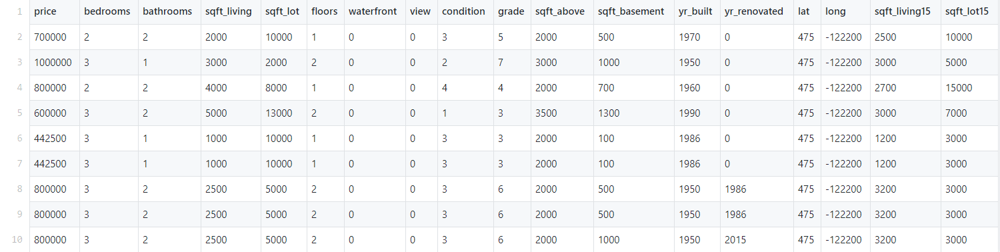 1 price bedrooms bathrooms sqft_living sqft_lot floors waterfront view condition grade sqft_above sqft_basement yr_built yr_renovated lat long sqft_living15 sqft_lot15
2 700000 2 2 2000 10000 1 0 0 3 5 2000 500 1970 0 475 -122200 2500 10000
3 1000000 3 1 3000 2000 2 0 0 2 7 3000 1000 1950 0 475 -122200 3000 5000
4 800000 2 2 4000 8000 1 0 0 4 4 2000 700 1960 0 475 -122200 2700 15000
5 600000 3 2 5000 13000 2 0 0 1 3 3500 1300 1990 0 475 -122200 3000 7000
6 442500 3 1 1000 10000 1 0 0 3 3 2000 100 1986 0 475 -122200 1200 3000
7 442500 3 1 1000 10000 1 0 0 3 3 2000 100 1986 0 475 -122200 1200 3000
8 800000 3 2 2500 5000 2 0 0 3 6 2000 500 1950 1986 475 -122200 3200 3000
9 800000 3 2 2500 5000 2 0 0 3 6 2000 500 1950 1986 475 -122200 3200 3000
10 800000 3 2 2500 5000 2 0 0 3 6 2000 1000 1950 2015 475 -122200 3200 3000